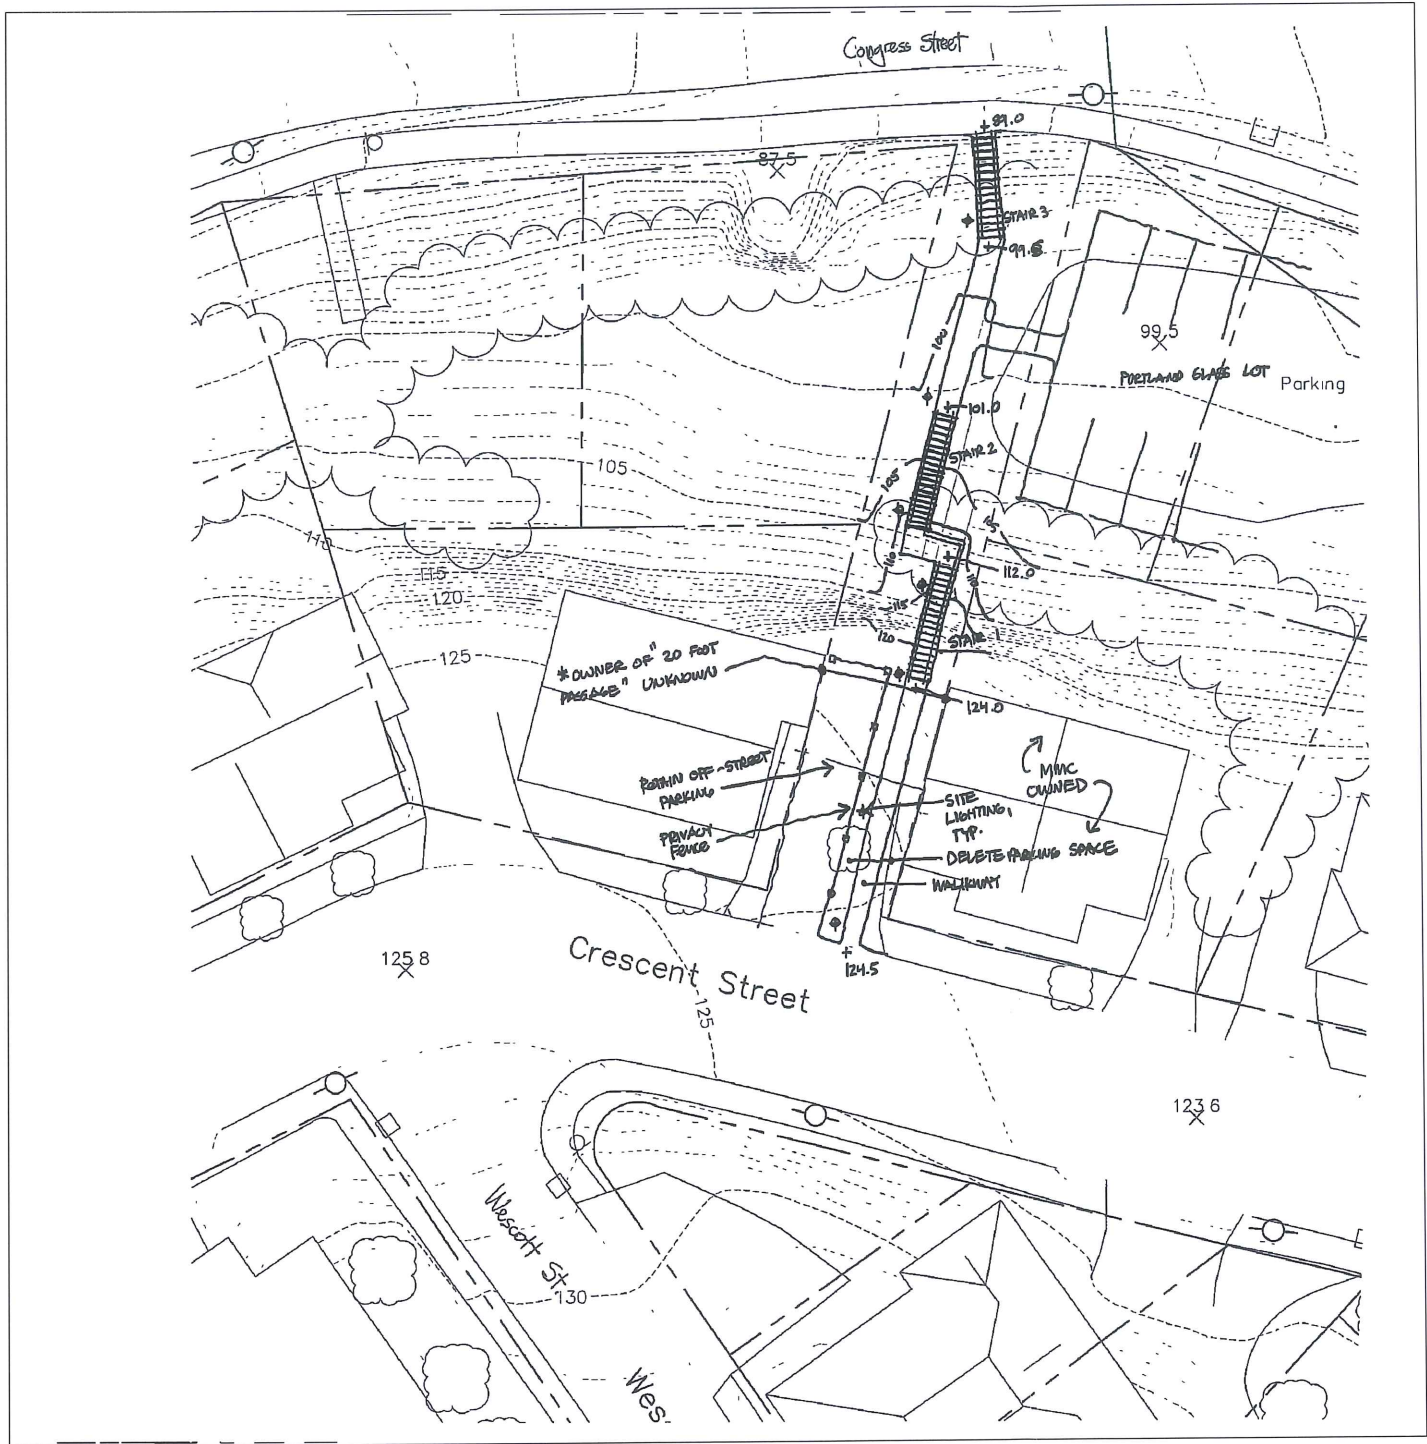 Congress Street
89.0
87.5
STAIR 3
99.5
100
99.5
PORTLAND GLASS LOT
Parking
101.0
STAIR 2
105
105
110
112.0
110
115
115
120
120
STAIR 1
125
* OWNER OF "20 FOOT
PASSAGE" UNKNOWN
124.0
RETAIN OFF-STREET
PARKING
MMC
OWNED
SITE
LIGHTING,
TYP.
PRIVACY
FENCE
DELETE PARKING SPACE
WALKWAY
125 8
Crescent Street
124.5
125
123 6
Wescott St.
130
Wes